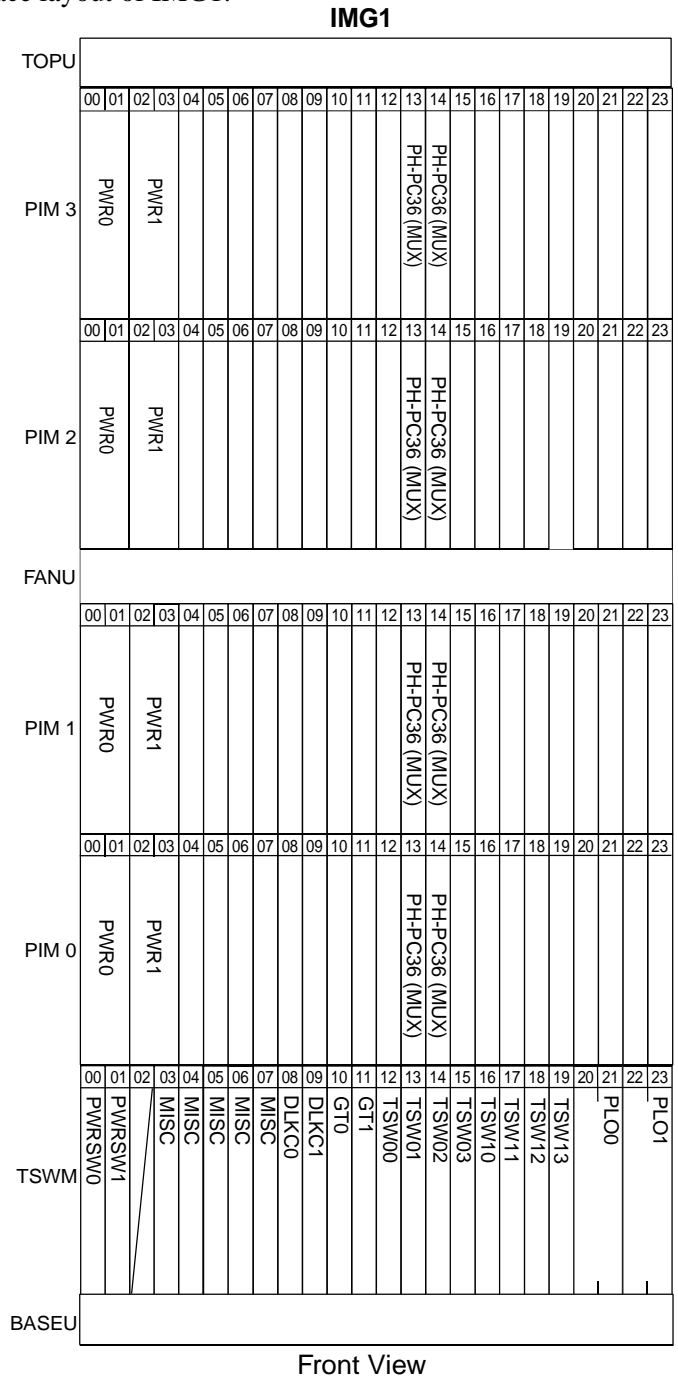 IMG1
TOPU
00 01 02 03 04 05 06 07 08 09 10 11 12 13 14 15 16 17 18 19 20 21 22 23
PIM 3
PWR0
PWR1
PH-PC36 (MUX)
PH-PC36 (MUX)
00 01 02 03 04 05 06 07 08 09 10 11 12 13 14 15 16 17 18 19 20 21 22 23
PIM 2
PWR0
PWR1
PH-PC36 (MUX)
PH-PC36 (MUX)
FANU
00 01 02 03 04 05 06 07 08 09 10 11 12 13 14 15 16 17 18 19 20 21 22 23
PIM 1
PWR0
PWR1
PH-PC36 (MUX)
PH-PC36 (MUX)
00 01 02 03 04 05 06 07 08 09 10 11 12 13 14 15 16 17 18 19 20 21 22 23
PIM 0
PWR0
PWR1
PH-PC36 (MUX)
PH-PC36 (MUX)
00 01 02 03 04 05 06 07 08 09 10 11 12 13 14 15 16 17 18 19 20 21 22 23
TSWM
PWRSW0
PWRSW1
MISC
MISC
MISC
MISC
MISC
DLKC0
DLKC1
GT0
GT1
TSW00
TSW01
TSW02
TSW03
TSW10
TSW11
TSW12
TSW13
PLO0
PLO1
BASEU
Front View